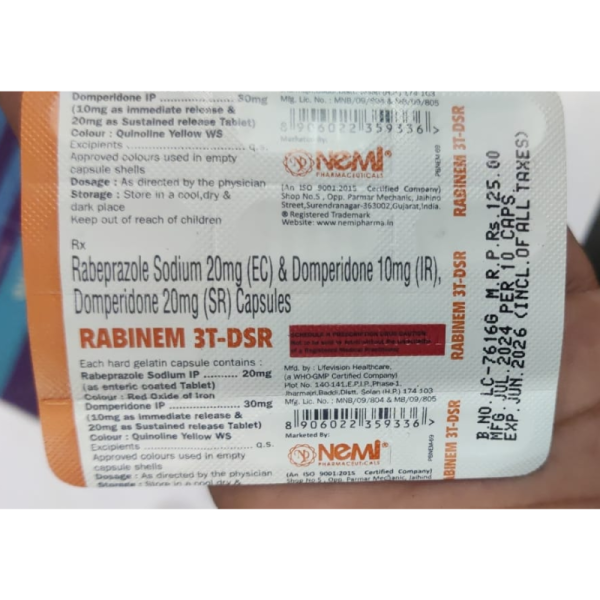 Domperidone IP
(10mg as immediate release &
20mg as Sustained release Tablet)
Colour : Quinoline Yellow WS
Excipients ............ q.s.
Approved colours used in empty
capsule shells
Dosage : As directed by the physician
Storage : Store in a cool,dry &
dark place
Keep out of reach of children
Mfg. Lic. No. : MNB/09/804 & MB/09/805
8 906022 359336 >
Marketed By:
Nemi
PHARMACEUTICALS
(An ISO 9001:2015 Certified Company)
Shop No.5 , Opp. Parmar Mechanic, Jaihind
Street,Surendranagar-363002,Gujarat,India.
® Registered Trademark
Website: www.nemipharma.in
Rx
Rabeprazole Sodium 20mg (EC) & Domperidone 10mg (IR),
Domperidone 20mg (SR) Capsules
RABINEM 3T-DSR
Each hard gelatin capsule contains :
Rabeprazole Sodium IP ........... 20mg
(as enteric coated Tablet)
Colour : Red Oxide of Iron
Domperidone IP .................. 30mg
(10mg as immediate release &
20mg as Sustained release Tablet)
Colour : Quinoline Yellow WS
Excipients ............ q.s.
Approved colours used in empty
capsule shells
Dosage : As directed by the physician
Storage : Store in a cool,dry &
Mfd. by : Lifevision Healthcare,
(a WHO-GMP Certified Company)
Plot No. 140-141,E.P.I.P.,Phase-1,
Jharmajri,Baddi,Distt. Solan (H.P.) 174 103
Mfg. Lic. No. : MNB/09/804 & MB/09/805
8 906022 359336 >
Marketed By:
Nemi
PHARMACEUTICALS
(An ISO 9001:2015 Certified Company)
Shop No.5 , Opp. Parmar Mechanic, Jaihind
RABINEM 3T-DSR
RABINEM 3T-DSR
RABINEM 3T-DSR
B.NO LC-7816G M.R.P.Rs.125.00
MFG.JUL.2024 PER 10 CAPS
EXP.JUN.2026 (INCL.OF ALL TAXES)